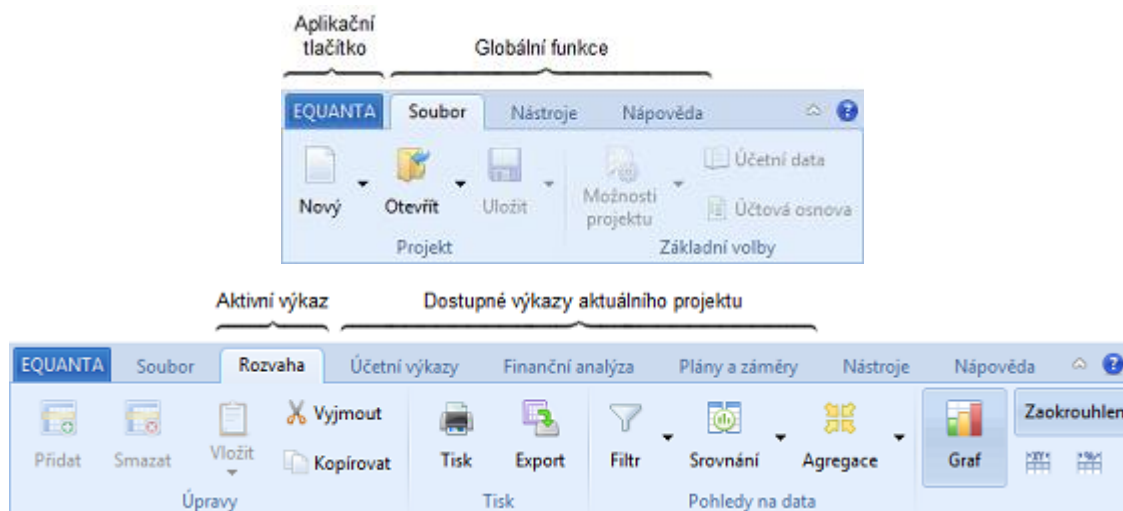 Aplikační
tlačítko
Globální funkce
EQUANTA Soubor Nástroje Nápověda
Nový Otevřít Uložit Možnosti projektu Účetní data
Účtová osnova
Projekt Základní volby
Aktivní výkaz Dostupné výkazy aktuálního projektu
EQUANTA Soubor Rozvaha Účetní výkazy Finanční analýza Plány a záměry Nástroje Nápověda
Přidat Smazat Vložit Vyjmout
Kopírovat
Tisk Export Filtr Srovnání Agregace Graf Zaokrouhlen
Úpravy Tisk Pohledy na data